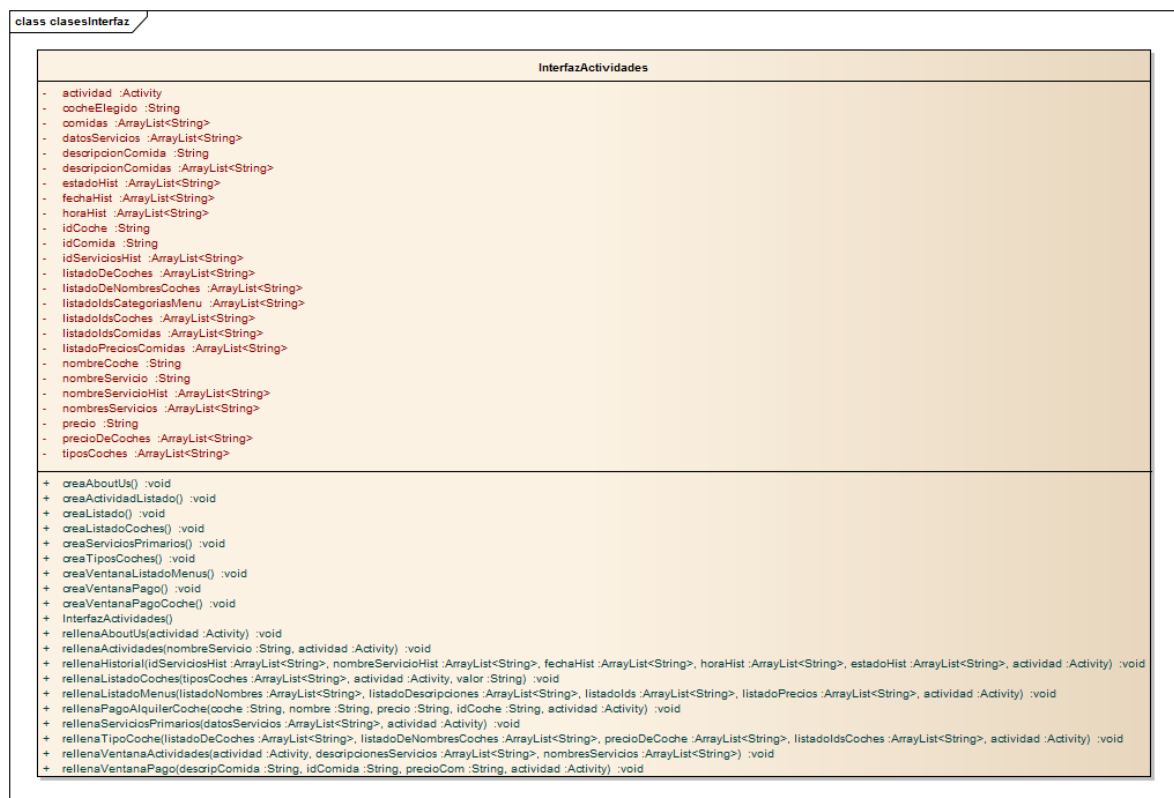 class clasesInterfaz
InterfazActividades
- actividad :Activity
- cocheElegido :String
- comidas :ArrayList<String>
- datosServicios :ArrayList<String>
- descripcionComida :String
- descripcionComidas :ArrayList<String>
- estadoHist :ArrayList<String>
- fechaHist :ArrayList<String>
- horaHist :ArrayList<String>
- idCoche :String
- idComida :String
- idServiciosHist :ArrayList<String>
- listadoDeCoches :ArrayList<String>
- listadoDeNombresCoches :ArrayList<String>
- listadoIdsCategoriasMenu :ArrayList<String>
- listadoIdsCoches :ArrayList<String>
- listadoIdsComidas :ArrayList<String>
- listadoPreciosComidas :ArrayList<String>
- nombreCoche :String
- nombreServicio :String
- nombreServicioHist :ArrayList<String>
- nombresServicios :ArrayList<String>
- precio :String
- precioDeCoches :ArrayList<String>
- tiposCoches :ArrayList<String>
+ creaAboutUs() :void
+ creaActividadListado() :void
+ creaListado() :void
+ creaListadoCoches() :void
+ creaServiciosPrimarios() :void
+ creaTiposCoches() :void
+ creaVentanaListadoMenus() :void
+ creaVentanaPago() :void
+ creaVentanaPagoCoche() :void
+ InterfazActividades()
+ rellenaAboutUs(actividad :Activity) :void
+ rellenaActividades(nombreServicio :String, actividad :Activity) :void
+ rellenaHistorial(idServiciosHist :ArrayList<String>, nombreServicioHist :ArrayList<String>, fechaHist :ArrayList<String>, horaHist :ArrayList<String>, estadoHist :ArrayList<String>, actividad :Activity) :void
+ rellenaListadoCoches(tiposCoches :ArrayList<String>, actividad :Activity, valor :String) :void
+ rellenaListadoMenus(listadoNombres :ArrayList<String>, listadoDescripciones :ArrayList<String>, listadoIds :ArrayList<String>, listadoPrecios :ArrayList<String>, actividad :Activity) :void
+ rellenaPagoAlquilerCoche(coche :String, nombre :String, precio :String, idCoche :String, actividad :Activity) :void
+ rellenaServiciosPrimarios(datosServicios :ArrayList<String>, actividad :Activity) :void
+ rellenaTipoCoche(listadoDeCoches :ArrayList<String>, listadoDeNombresCoches :ArrayList<String>, precioDeCoche :ArrayList<String>, listadoIdsCoches :ArrayList<String>, actividad :Activity) :void
+ rellenaVentanaActividades(actividad :Activity, descripcionesServicios :ArrayList<String>, nombresServicios :ArrayList<String>) :void
+ rellenaVentanaPago(descripComida :String, idComida :String, precioCom :String, actividad :Activity) :void